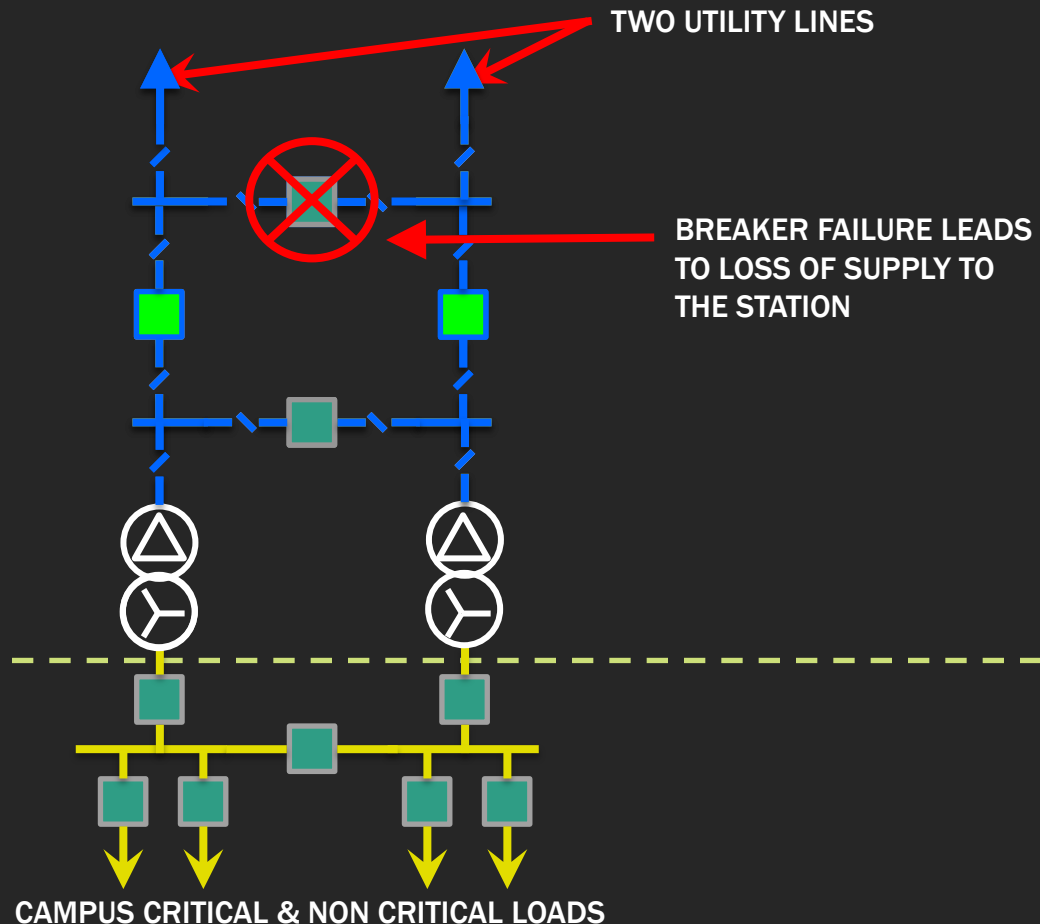 TWO UTILITY LINES
BREAKER FAILURE LEADS
TO LOSS OF SUPPLY TO
THE STATION
CAMPUS CRITICAL & NON CRITICAL LOADS